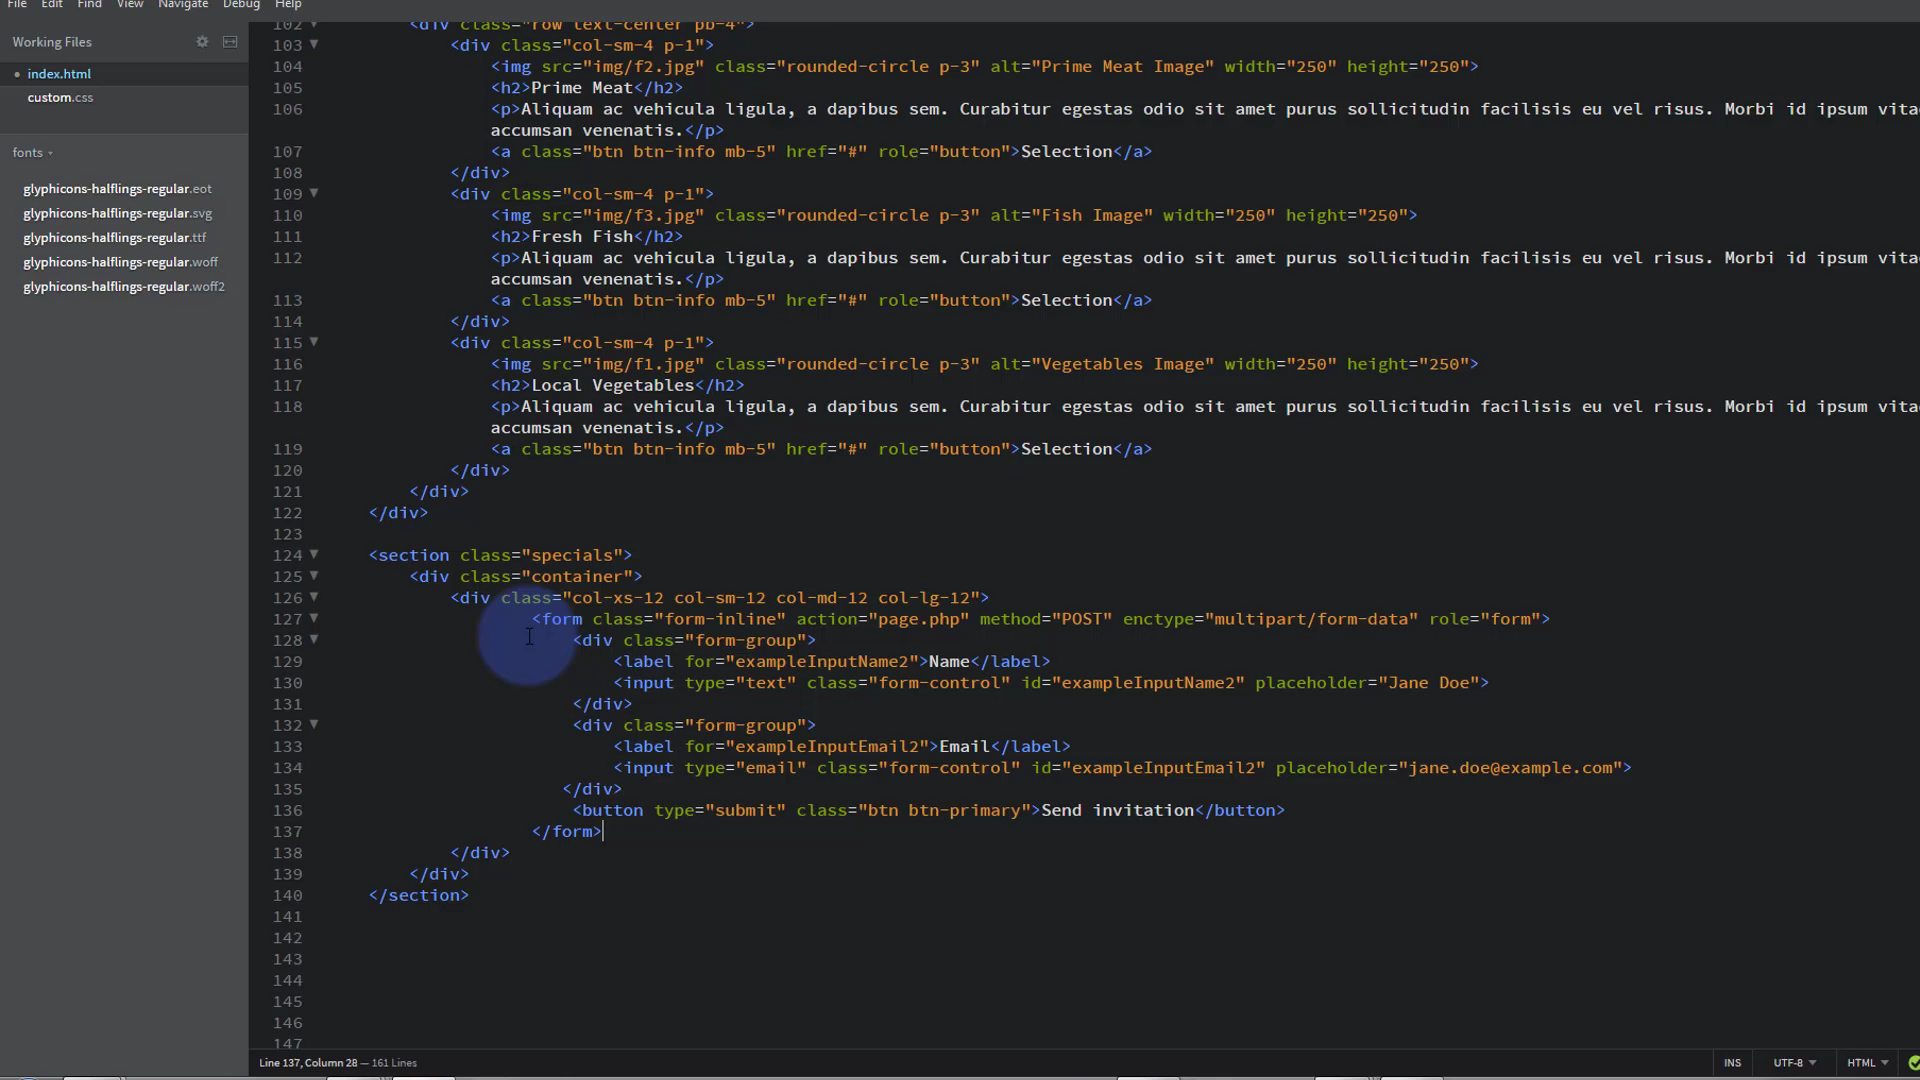 File Edit Find View Navigate Debug Help
Working Files
index.html
custom.css
fonts
glyphicons-halflings-regular.eot
glyphicons-halflings-regular.svg
glyphicons-halflings-regular.ttf
glyphicons-halflings-regular.woff
glyphicons-halflings-regular.woff2
102 <div class="row text-center pb-4">
103 <div class="col-sm-4 p-1">
104 <img src="img/f2.jpg" class="rounded-circle p-3" alt="Prime Meat Image" width="250" height="250">
105 <h2>Prime Meat</h2>
106 <p>Aliquam ac vehicula ligula, a dapibus sem. Curabitur egestas odio sit amet purus sollicitudin facilisis eu vel risus. Morbi id ipsum vita
accumsan venenatis.</p>
107 <a class="btn btn-info mb-5" href="#" role="button">Selection</a>
108 </div>
109 <div class="col-sm-4 p-1">
110 <img src="img/f3.jpg" class="rounded-circle p-3" alt="Fish Image" width="250" height="250">
111 <h2>Fresh Fish</h2>
112 <p>Aliquam ac vehicula ligula, a dapibus sem. Curabitur egestas odio sit amet purus sollicitudin facilisis eu vel risus. Morbi id ipsum vita
accumsan venenatis.</p>
113 <a class="btn btn-info mb-5" href="#" role="button">Selection</a>
114 </div>
115 <div class="col-sm-4 p-1">
116 <img src="img/f1.jpg" class="rounded-circle p-3" alt="Vegetables Image" width="250" height="250">
117 <h2>Local Vegetables</h2>
118 <p>Aliquam ac vehicula ligula, a dapibus sem. Curabitur egestas odio sit amet purus sollicitudin facilisis eu vel risus. Morbi id ipsum vita
accumsan venenatis.</p>
119 <a class="btn btn-info mb-5" href="#" role="button">Selection</a>
120 </div>
121 </div>
122 </div>
123
124 <section class="specials">
125 <div class="container">
126 <div class="col-xs-12 col-sm-12 col-md-12 col-lg-12">
127 <form class="form-inline" action="page.php" method="POST" enctype="multipart/form-data" role="form">
128 <div class="form-group">
129 <label for="exampleInputName2">Name</label>
130 <input type="text" class="form-control" id="exampleInputName2" placeholder="Jane Doe">
131 </div>
132 <div class="form-group">
133 <label for="exampleInputEmail2">Email</label>
134 <input type="email" class="form-control" id="exampleInputEmail2" placeholder="jane.doe@example.com">
135 </div>
136 <button type="submit" class="btn btn-primary">Send invitation</button>
137 </form>
138 </div>
139 </div>
140 </section>
141
142
143
144
145
146
147
Line 137, Column 28 — 161 Lines INS UTF-8 HTML